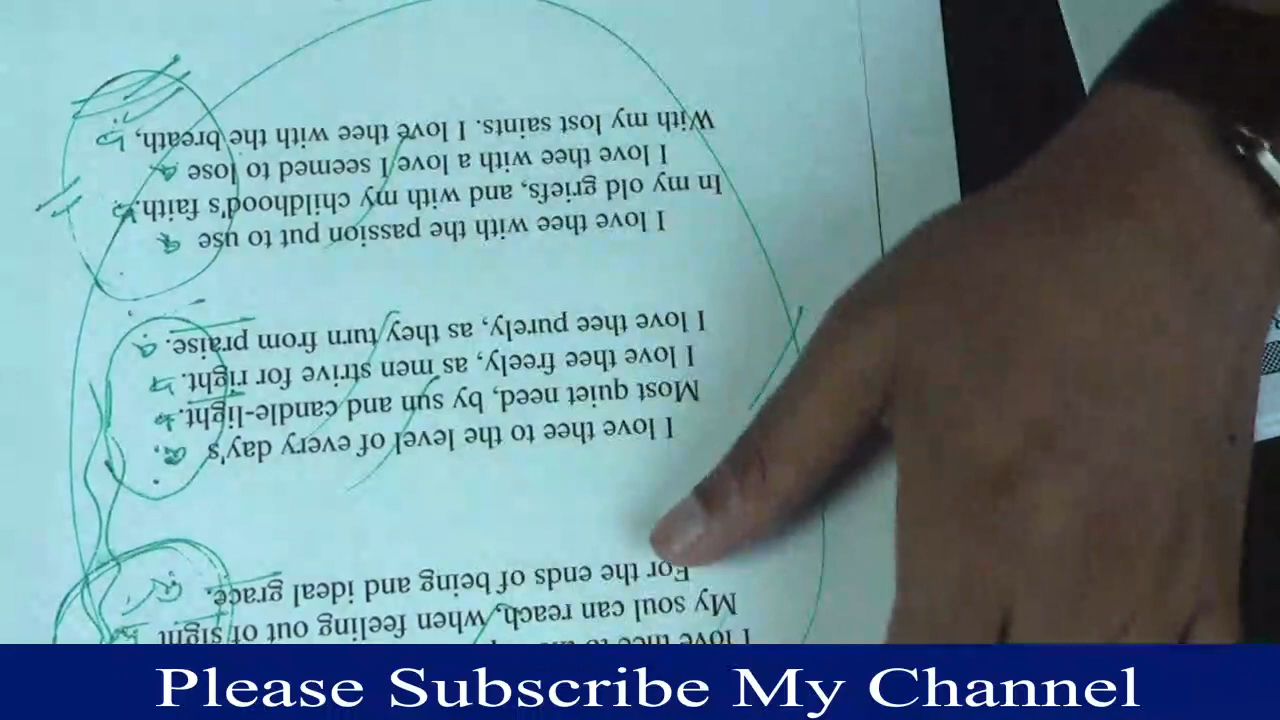 I love thee to
My soul can reach, when feeling out of sight b
For the ends of being and ideal grace. a
I love thee to the level of every day's a
Most quiet need, by sun and candle-light. b
I love thee freely, as men strive for right. b
I love thee purely, as they turn from praise. a
I love thee with the passion put to use a
In my old griefs, and with my childhood's faith. b
I love thee with a love I seemed to lose a
With my lost saints. I love thee with the breath, b
Please Subscribe My Channel